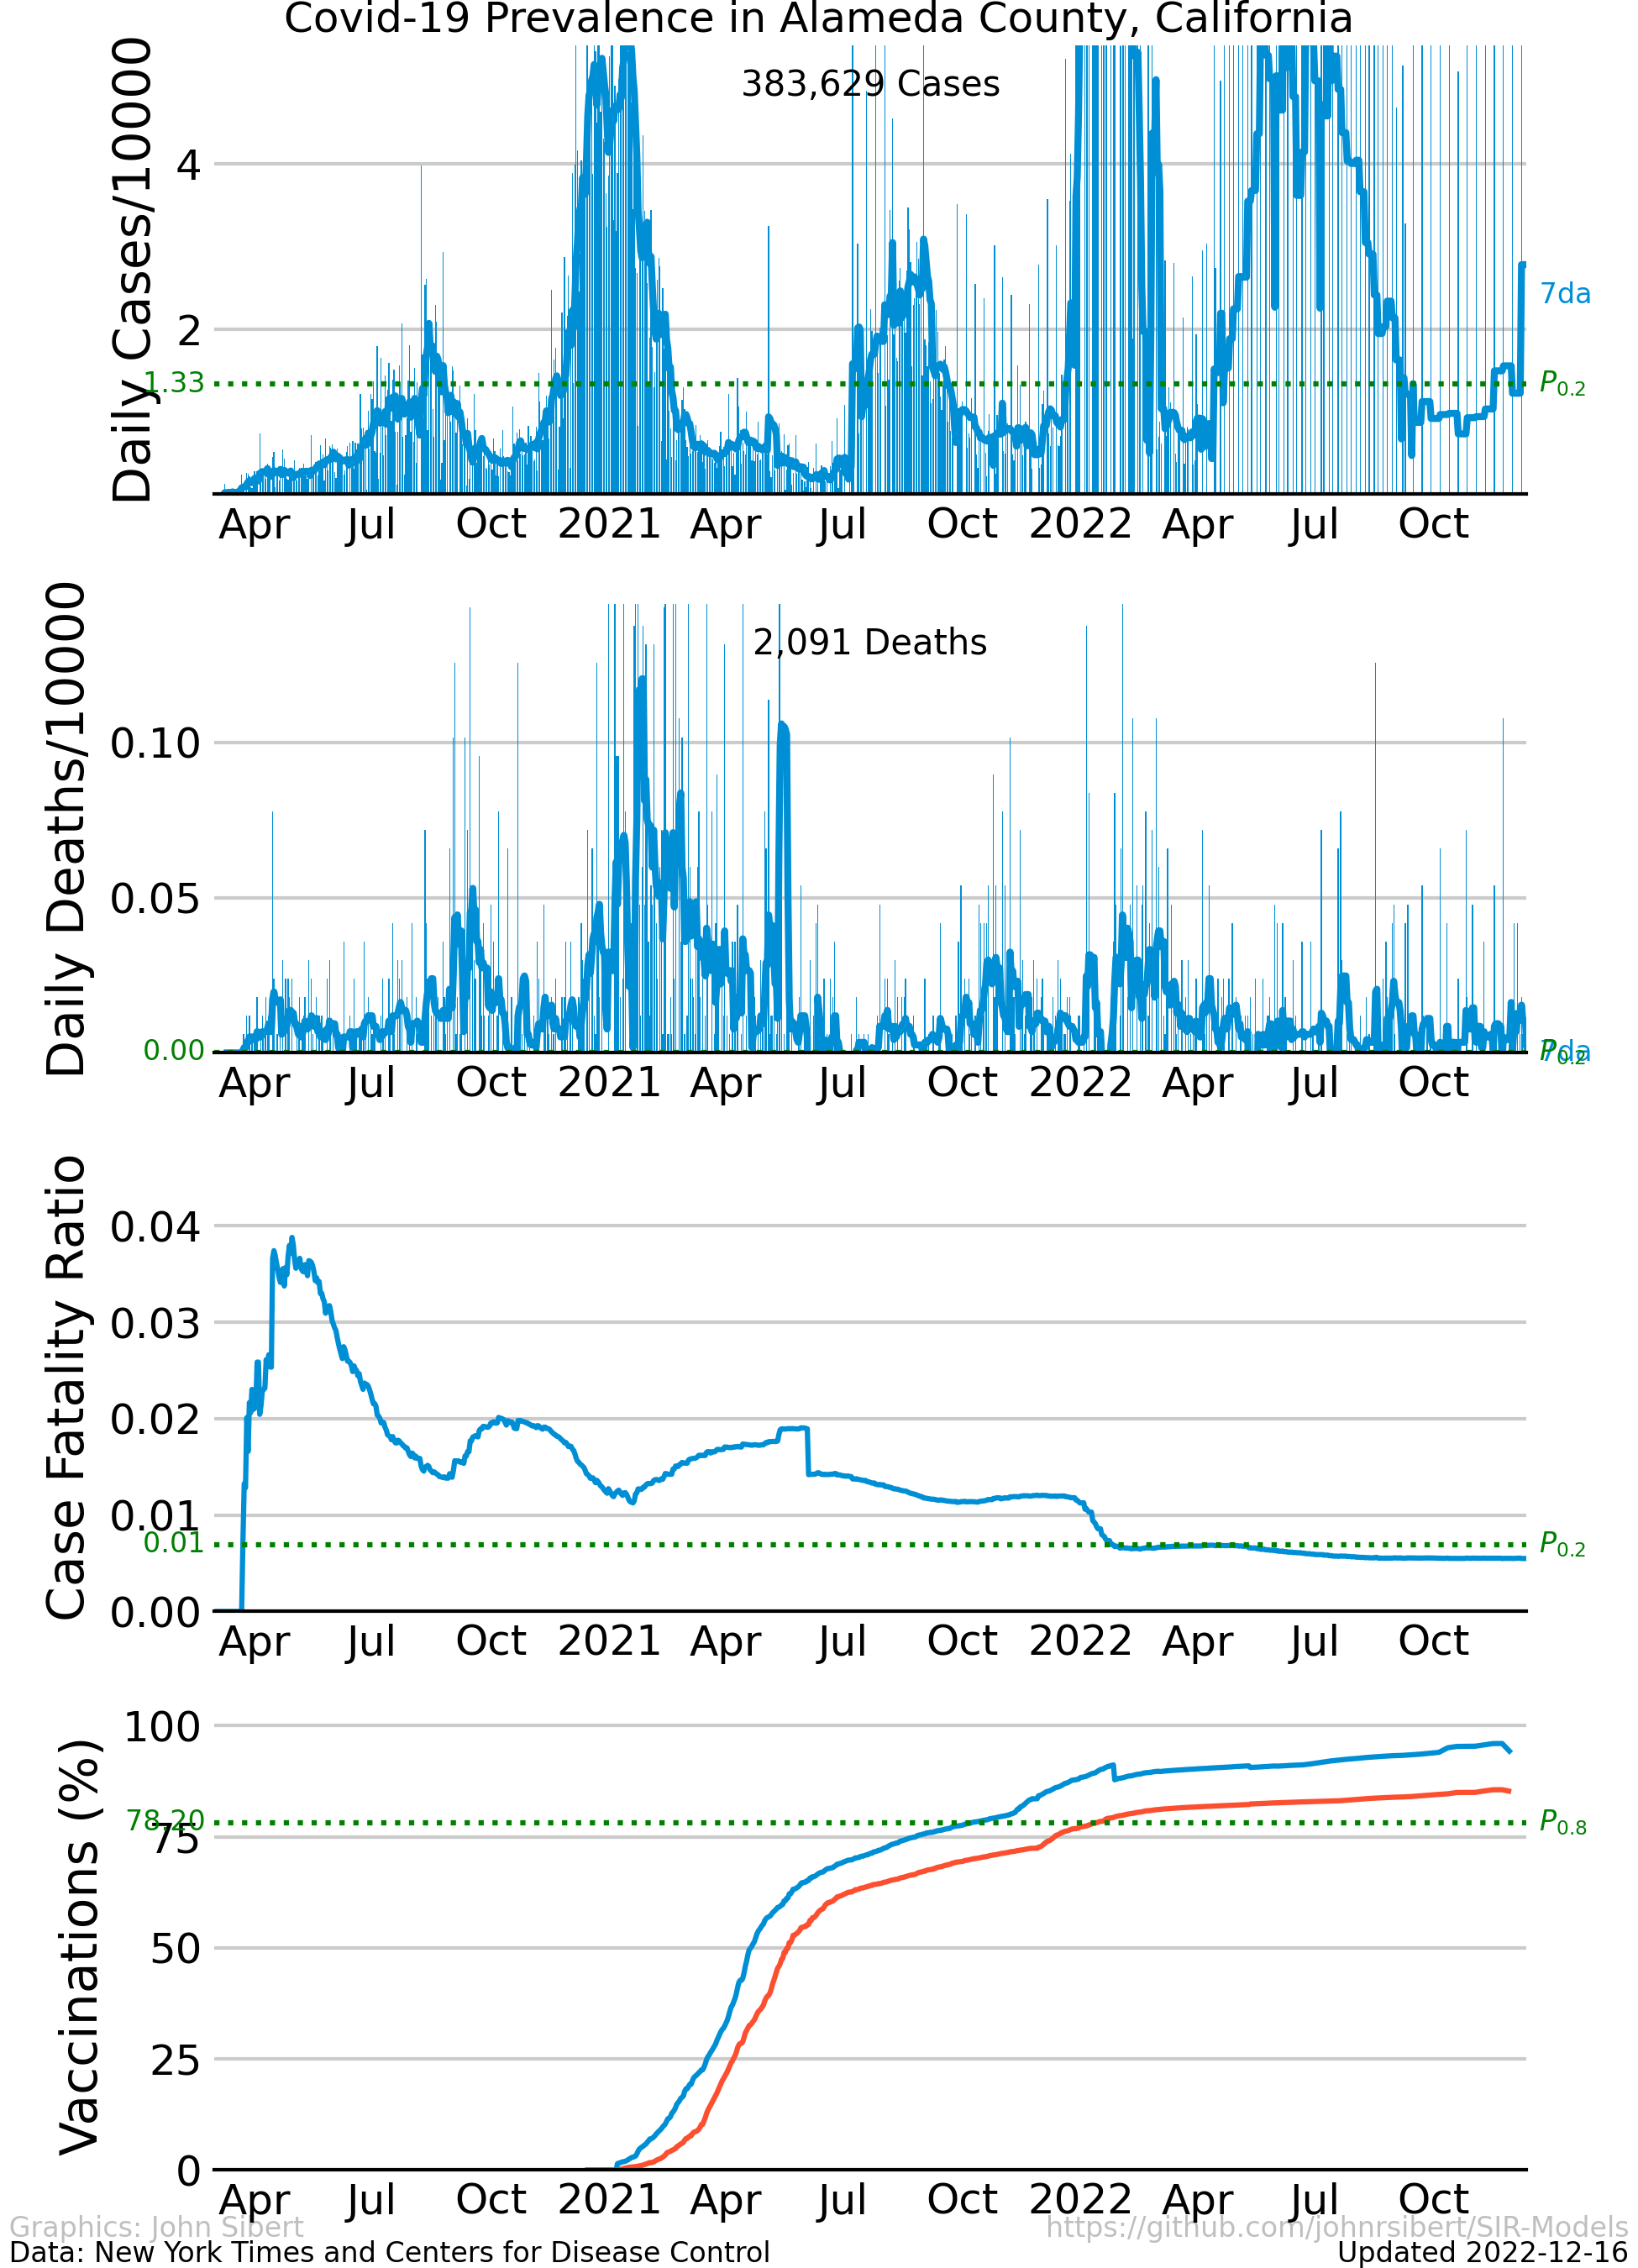 Covid-19 Prevalence in Alameda County, California
383,629 Cases
Daily Cases/10000
4
2
1.33
7da
P0.2
Apr Jul Oct 2021 Apr Jul Oct 2022 Apr Jul Oct
2,091 Deaths
Daily Deaths/10000
0.10
0.05
0.00
7da
P0.2
Apr Jul Oct 2021 Apr Jul Oct 2022 Apr Jul Oct
Case Fatality Ratio
0.04
0.03
0.02
0.01
0.01
P0.2
0.00
Apr Jul Oct 2021 Apr Jul Oct 2022 Apr Jul Oct
Vaccinations (%)
100
78.20
P0.8
75
50
25
0
Apr Jul Oct 2021 Apr Jul Oct 2022 Apr Jul Oct
Graphics: John Sibert https://github.com/johnrsibert/SIR-Models
Data: New York Times and Centers for Disease Control Updated 2022-12-16